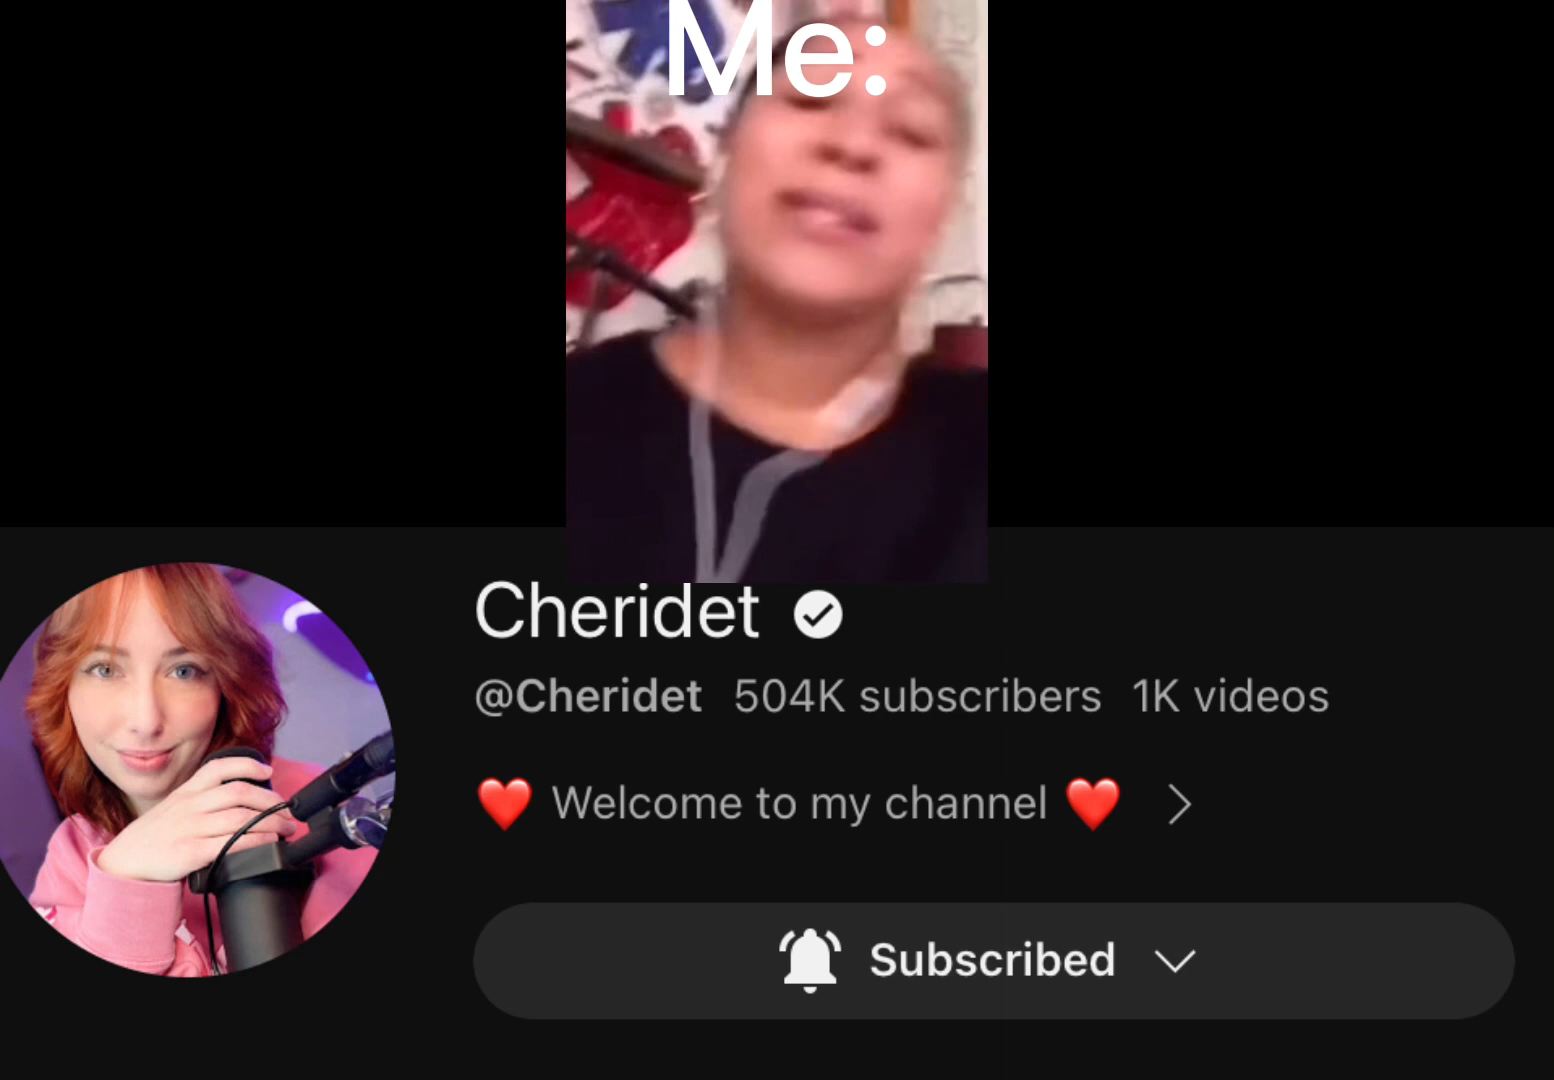 Me:
Cheridet
@Cheridet 504K subscribers 1K videos
❤️ Welcome to my channel ❤️ >
Subscribed